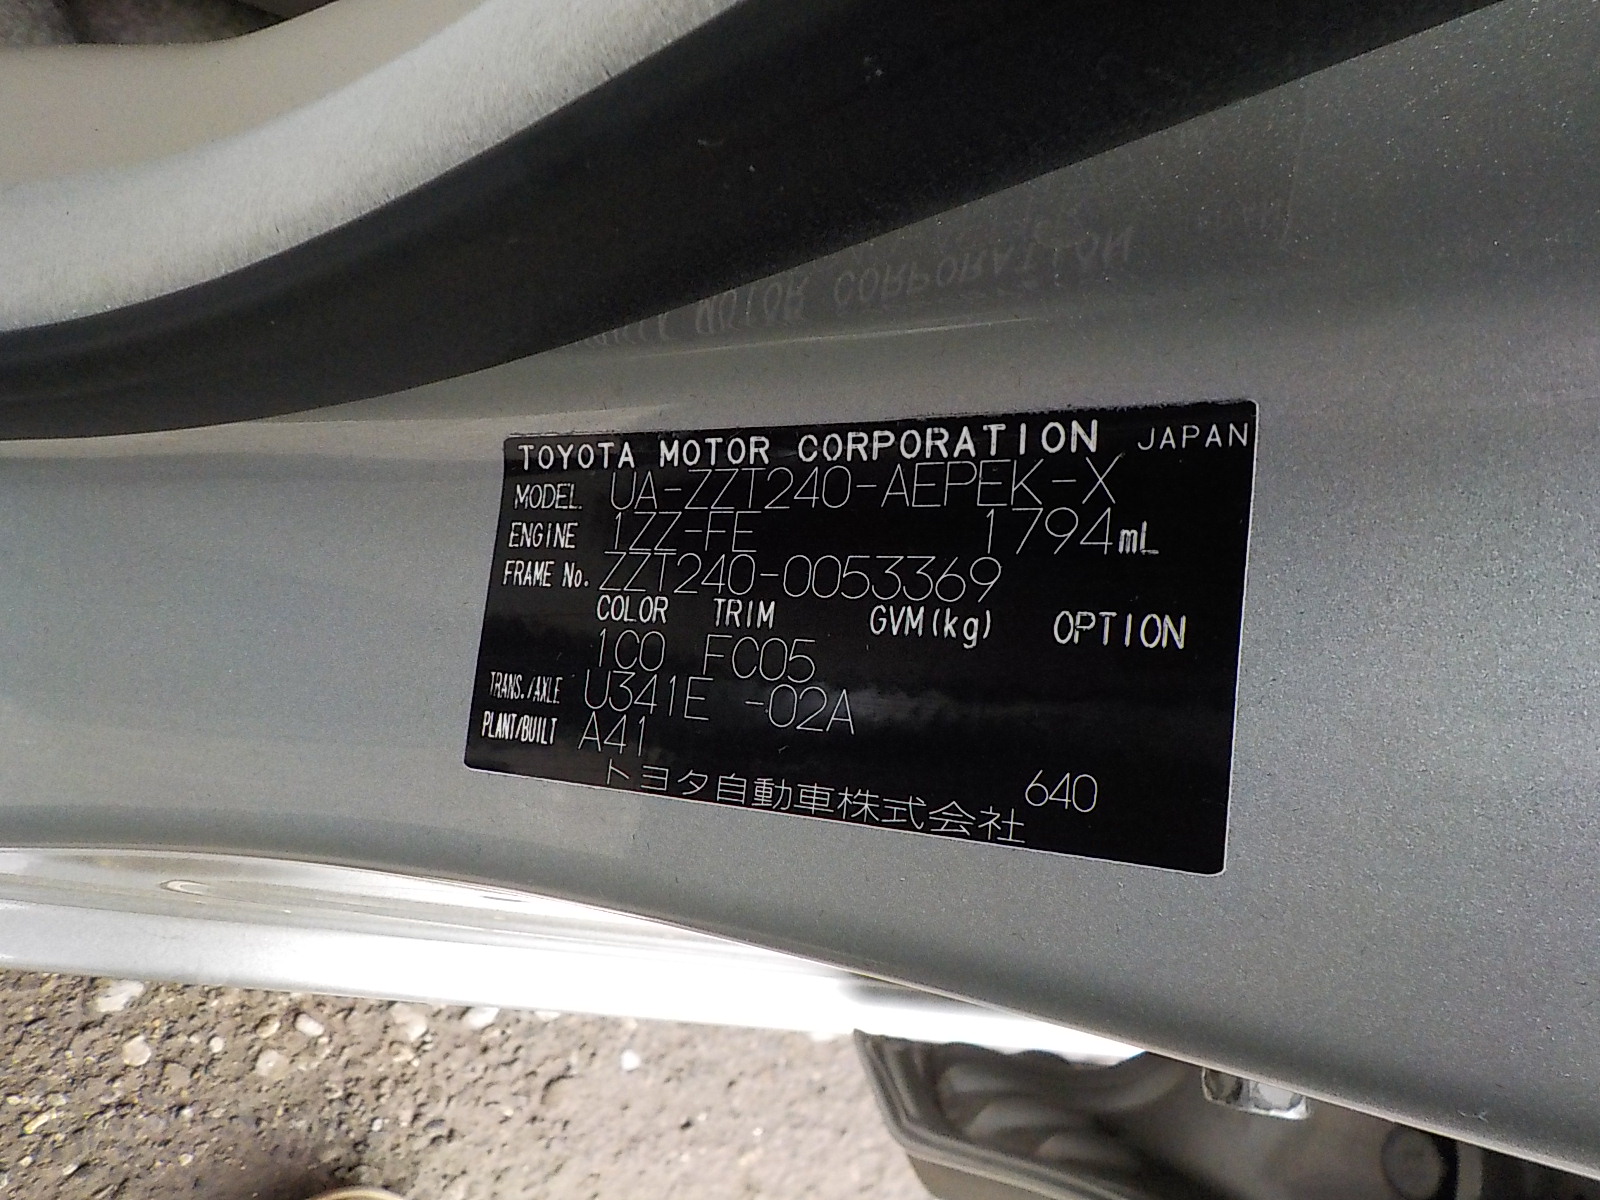 TOYOTA MOTOR CORPORATION JAPAN
MODEL UA-ZZT240-AEPEK-X
ENGINE 1ZZ-FE 1794mL
FRAME No. ZZT240-0053369
COLOR TRIM GVM(kg) OPTION
1C0 FC05
TRANS./AXLE U341E -02A
PLANT/BUILT A41
640
トヨタ自動車株式会社